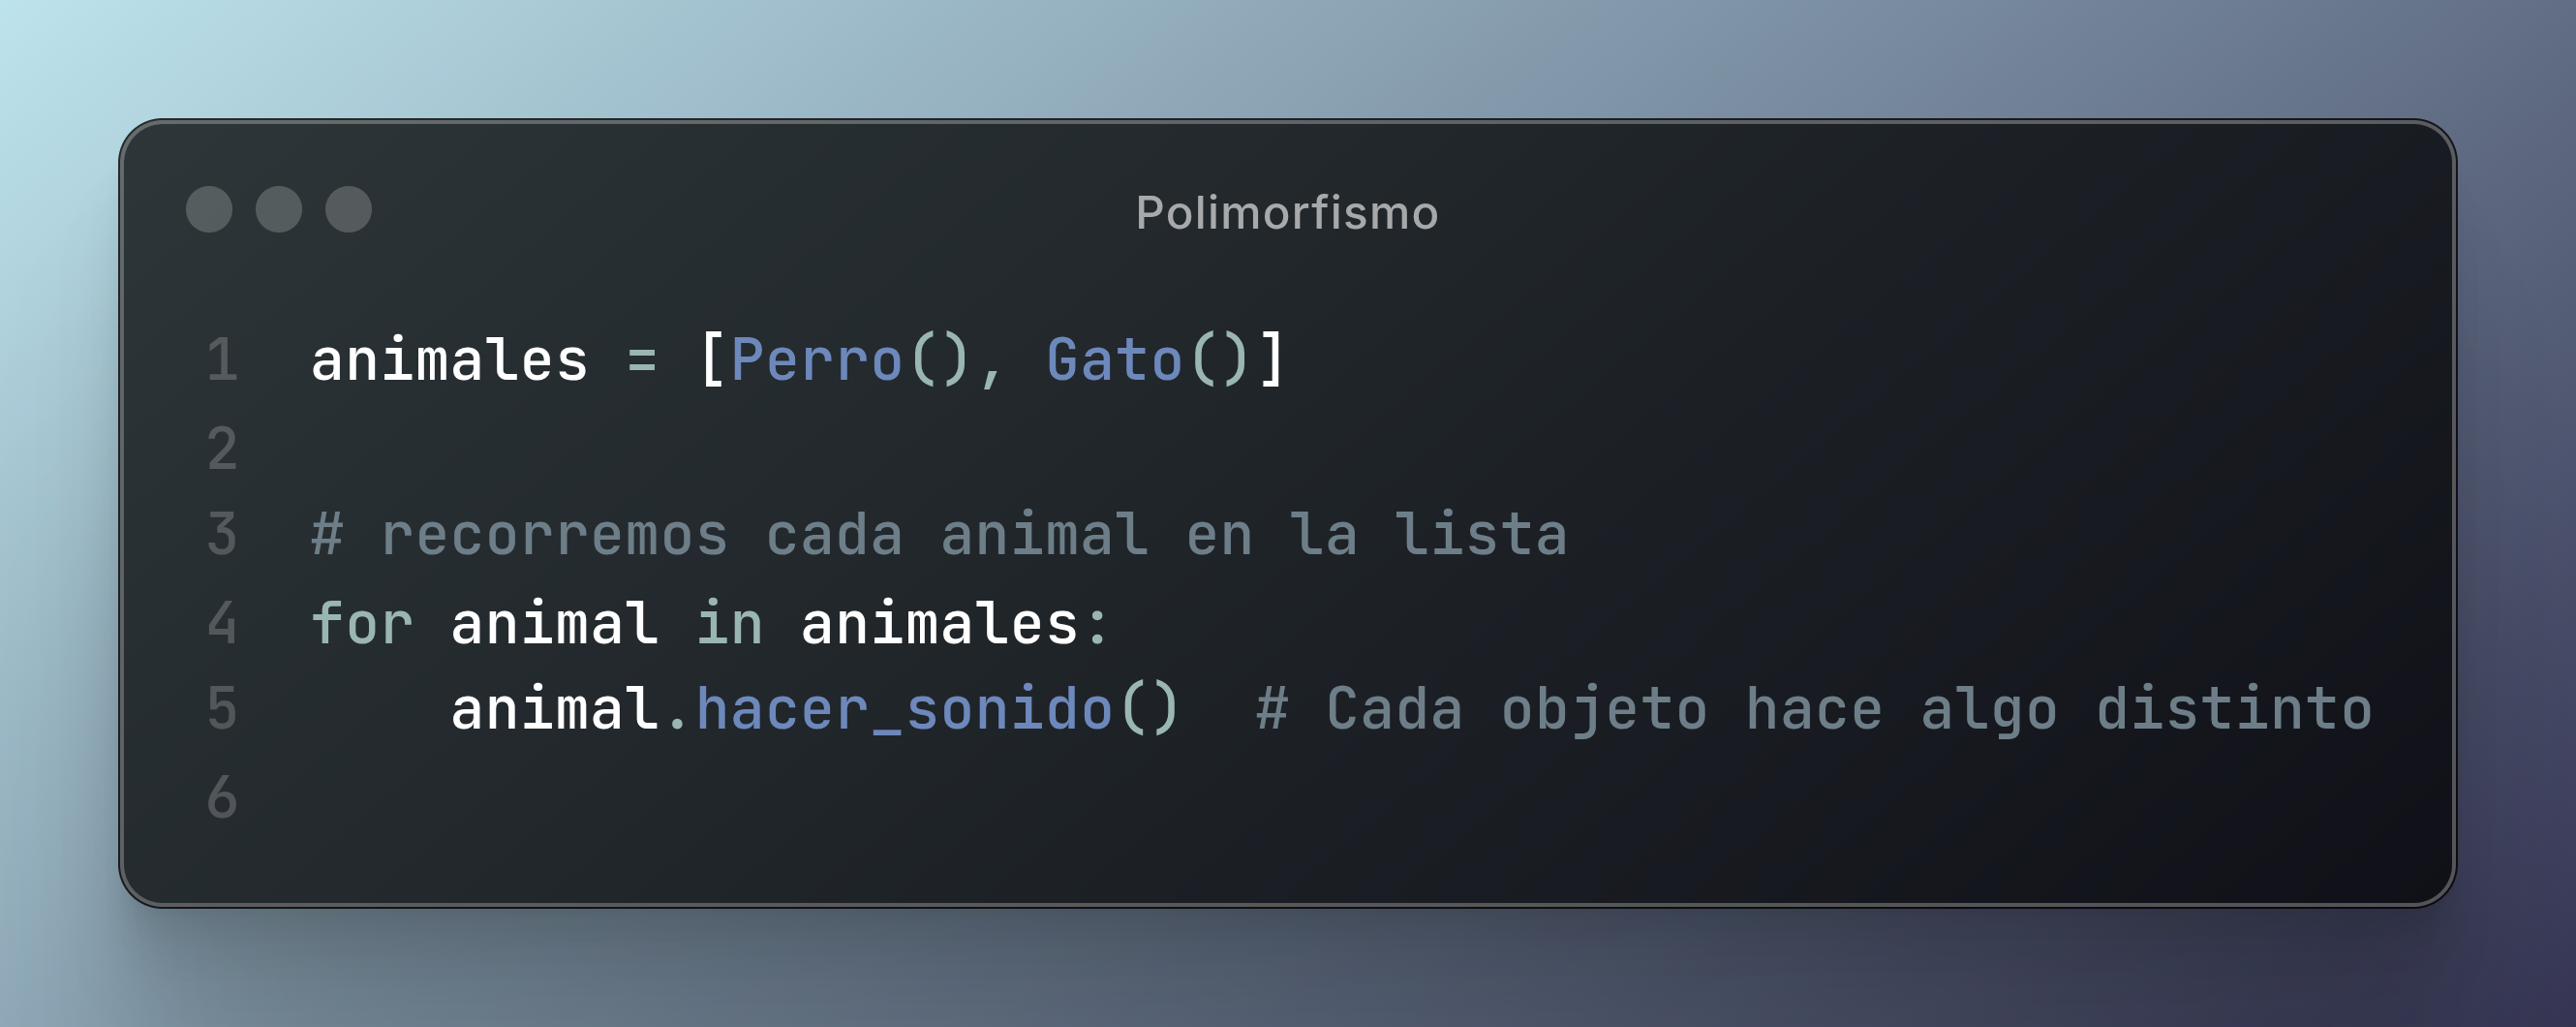 Polimorfismo
1 animales = [Perro(), Gato()]
2
3 # recorremos cada animal en la lista
4 for animal in animales:
5     animal.hacer_sonido()  # Cada objeto hace algo distinto
6